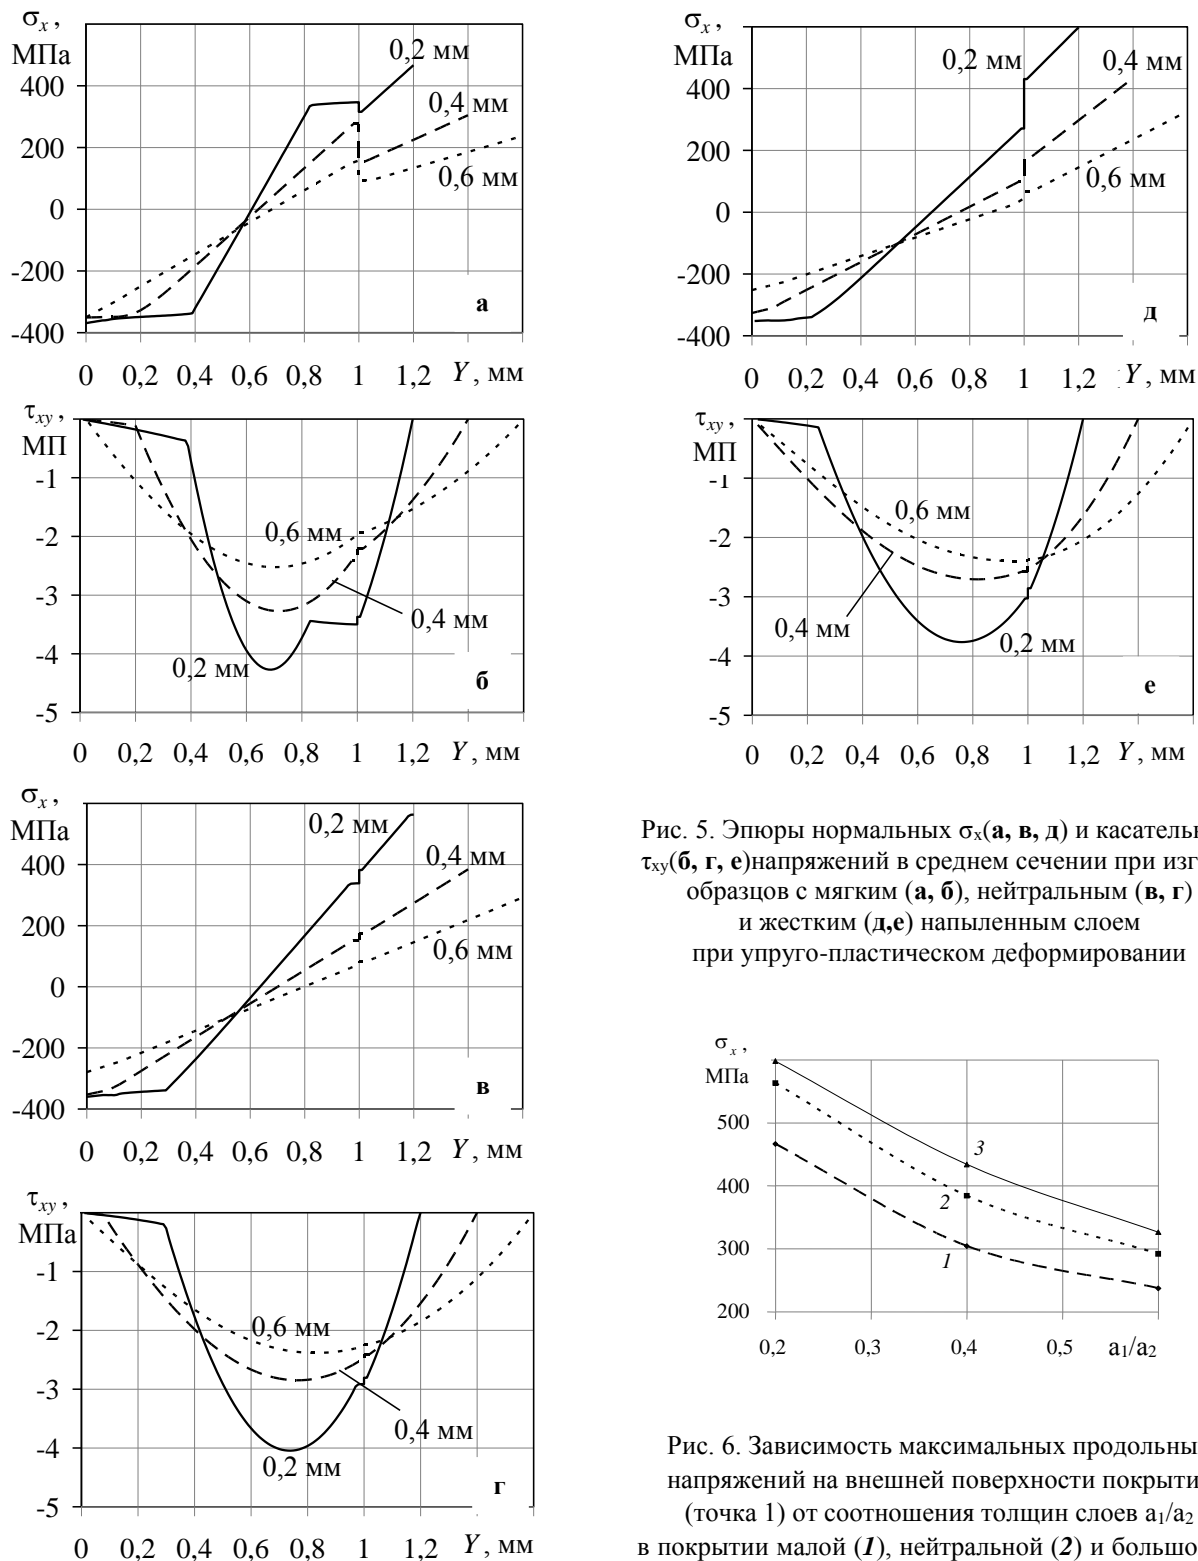 σx ,
МПа
400
200
0
-200
-400
0,2 мм
0,4 мм
0,6 мм
а
0 0,2 0,4 0,6 0,8 1 1,2 Y , мм
τxy ,
МП
-1
-2
-3
-4
-5
0,6 мм
0,4 мм
0,2 мм
б
0 0,2 0,4 0,6 0,8 1 1,2 Y , мм
σx ,
МПа
400
200
0
-200
-400
0,2 мм
0,4 мм
0,6 мм
в
0 0,2 0,4 0,6 0,8 1 1,2 Y , мм
τxy ,
МПа
-1
-2
-3
-4
-5
0,6 мм
0,4 мм
0,2 мм
г
0 0,2 0,4 0,6 0,8 1 1,2 Y , мм
σx ,
МПа
400
200
0
-200
-400
0,2 мм
0,4 мм
0,6 мм
д
0 0,2 0,4 0,6 0,8 1 1,2 Y , мм
τxy ,
МП
-1
-2
-3
-4
-5
0,6 мм
0,4 мм
0,2 мм
е
0 0,2 0,4 0,6 0,8 1 1,2 Y , мм
Рис. 5. Эпюры нормальных σx(а, в, д) и касательн
τxy(б, г, е)напряжений в среднем сечении при изг
образцов с мягким (а, б), нейтральным (в, г)
и жестким (д,е) напыленным слоем
при упруго-пластическом деформировании
σx ,
МПа
500
400
300
200
3
2
1
0,2 0,3 0,4 0,5 a1/a2
Рис. 6. Зависимость максимальных продольны
напряжений на внешней поверхности покрыти
(точка 1) от соотношения толщин слоев a1/a2
в покрытии малой (1), нейтральной (2) и большо